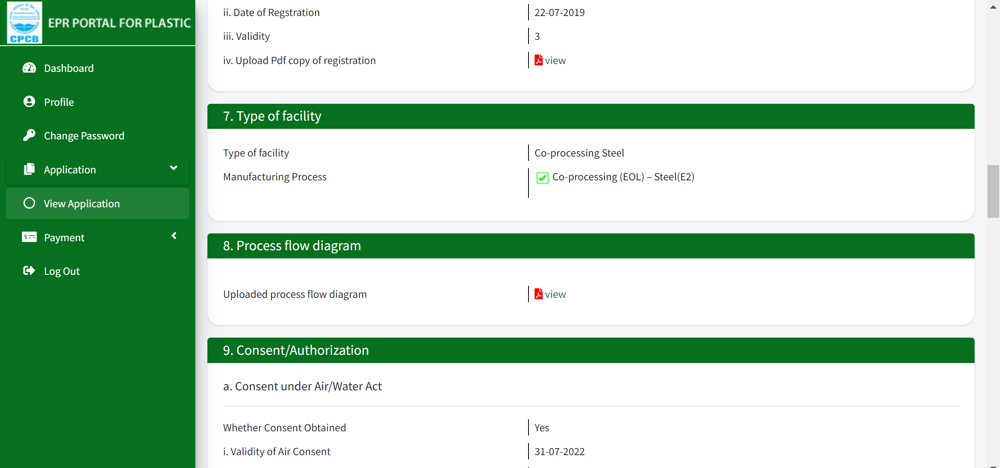 CPCB
EPR PORTAL FOR PLASTIC
Dashboard
Profile
Change Password
Application
View Application
Payment
Log Out
ii. Date of Regstration 22-07-2019
iii. Validity 3
iv. Upload Pdf copy of registration view
7. Type of facility
Type of facility Co-processing Steel
Manufacturing Process Co-processing (EOL) – Steel(E2)
8. Process flow diagram
Uploaded process flow diagram view
9. Consent/Authorization
a. Consent under Air/Water Act
Whether Consent Obtained Yes
i. Validity of Air Consent 31-07-2022